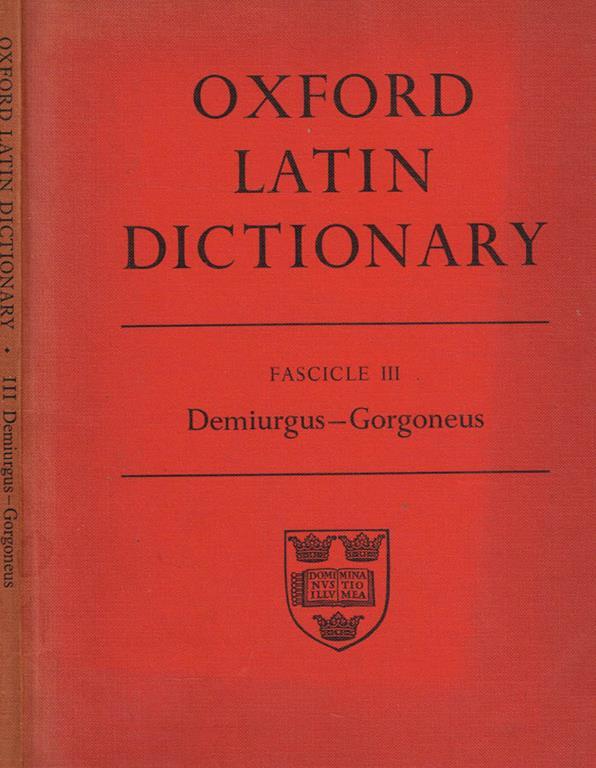 OXFORD LATIN DICTIONARY • III Demiurgus–Gorgoneus
OXFORD
LATIN
DICTIONARY
FASCICLE III
Demiurgus–Gorgoneus
DOMI MINA
NVS TIO
ILLV MEA